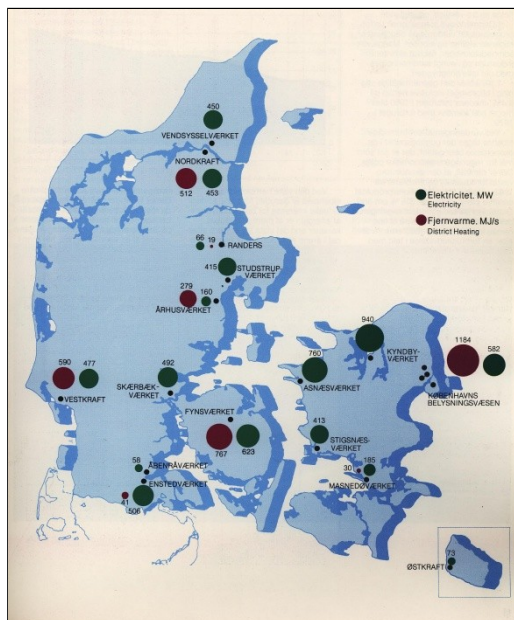 450
VENDSYSSELVÆRKET
NORDKRAFT
512
453
Elektricitet. MW
Electricity
Fjernvarme. MJ/s
District Heating
66
19
RANDERS
415
STUDSTRUP-
VÆRKET
279
160
ÅRHUSVÆRKET
940
1184
582
590
477
492
760
KYNDBY-
VÆRKET
VESTKRAFT
SKÆRBÆK-
VÆRKET
ASNÆSVÆRKET
KØBENHAVNS
BELYSNINGSVÆSEN
FYNSVÆRKET
767
623
413
STIGSNÆS-
VÆRKET
58
ÅBENRÅVÆRKET
30
185
MASNEDØVÆRKET
ENSTEDVÆRKET
41
506
73
ØSTKRAFT